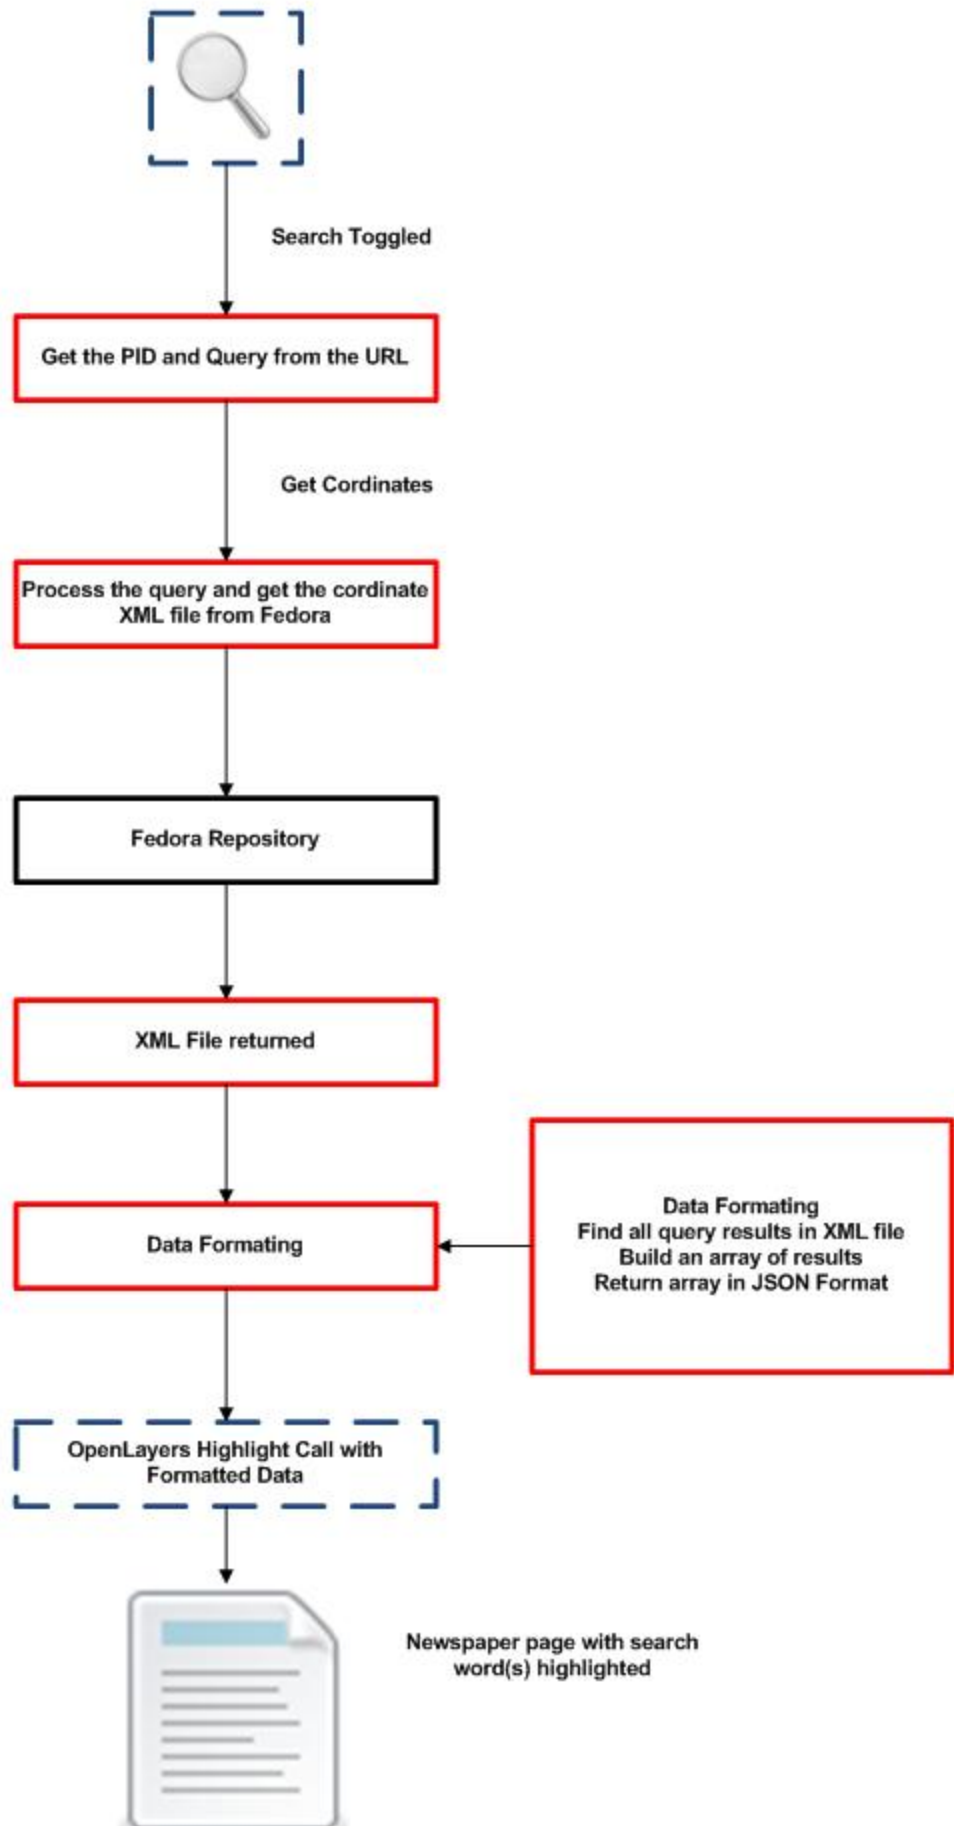 Search Toggled
Get the PID and Query from the URL
Get Cordinates
Process the query and get the cordinate
XML file from Fedora
Fedora Repository
XML File returned
Data Formating
Data Formating
Find all query results in XML file
Build an array of results
Return array in JSON Format
OpenLayers Highlight Call with
Formatted Data
Newspaper page with search
word(s) highlighted